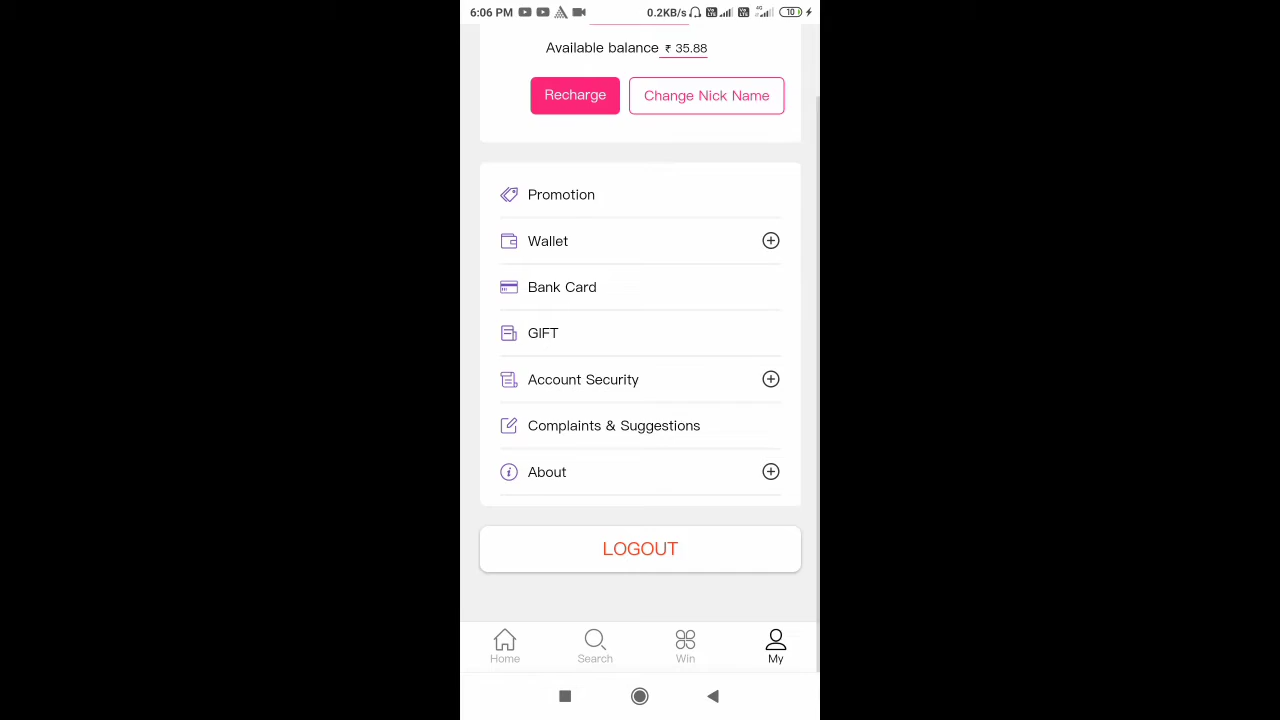 6:06 PM 0.2KB/s 4G 10
Available balance ₹ 35.88
Recharge Change Nick Name
Promotion
Wallet
Bank Card
GIFT
Account Security
Complaints & Suggestions
About
LOGOUT
Home Search Win My